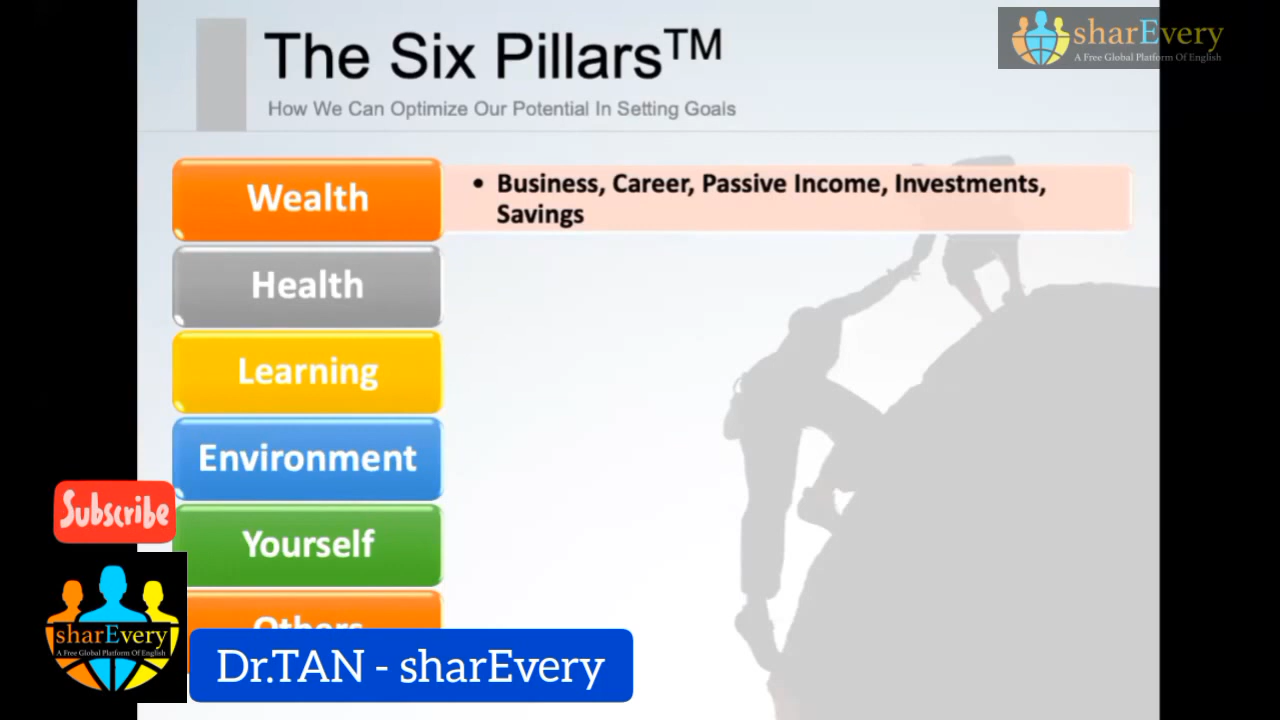 The Six Pillars™
How We Can Optimize Our Potential In Setting Goals
sharEvery
A Free Global Platform Of English
Wealth
• Business, Career, Passive Income, Investments,
Savings
Health
Learning
Environment
Yourself
Others
Subscribe
sharEvery
A Free Global Platform Of English
Dr.TAN - sharEvery